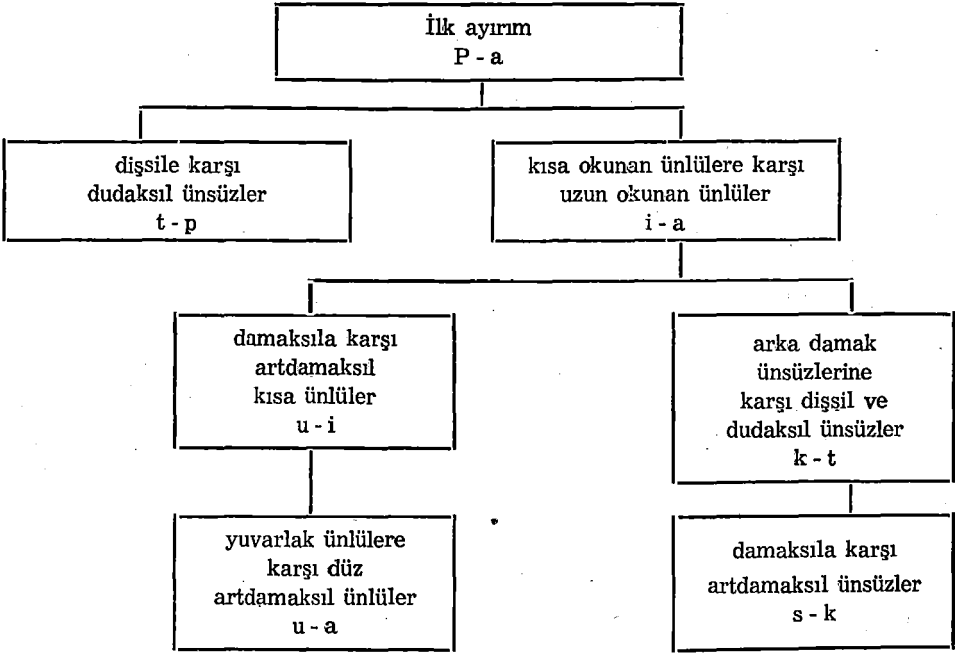 İlk ayırım
P - a
dişsile karşı
dudaksıl ünsüzler
t - p
kısa okunan ünlülere karşı
uzun okunan ünlüler
i - a
damaksıla karşı
artdamaksıl
kısa ünlüler
u - i
arka damak
ünsüzlerine
karşı dişsil ve
dudaksıl ünsüzler
k - t
yuvarlak ünlülere
karşı düz
artdamaksıl ünlüler
u - a
damaksıla karşı
artdamaksıl ünsüzler
s - k